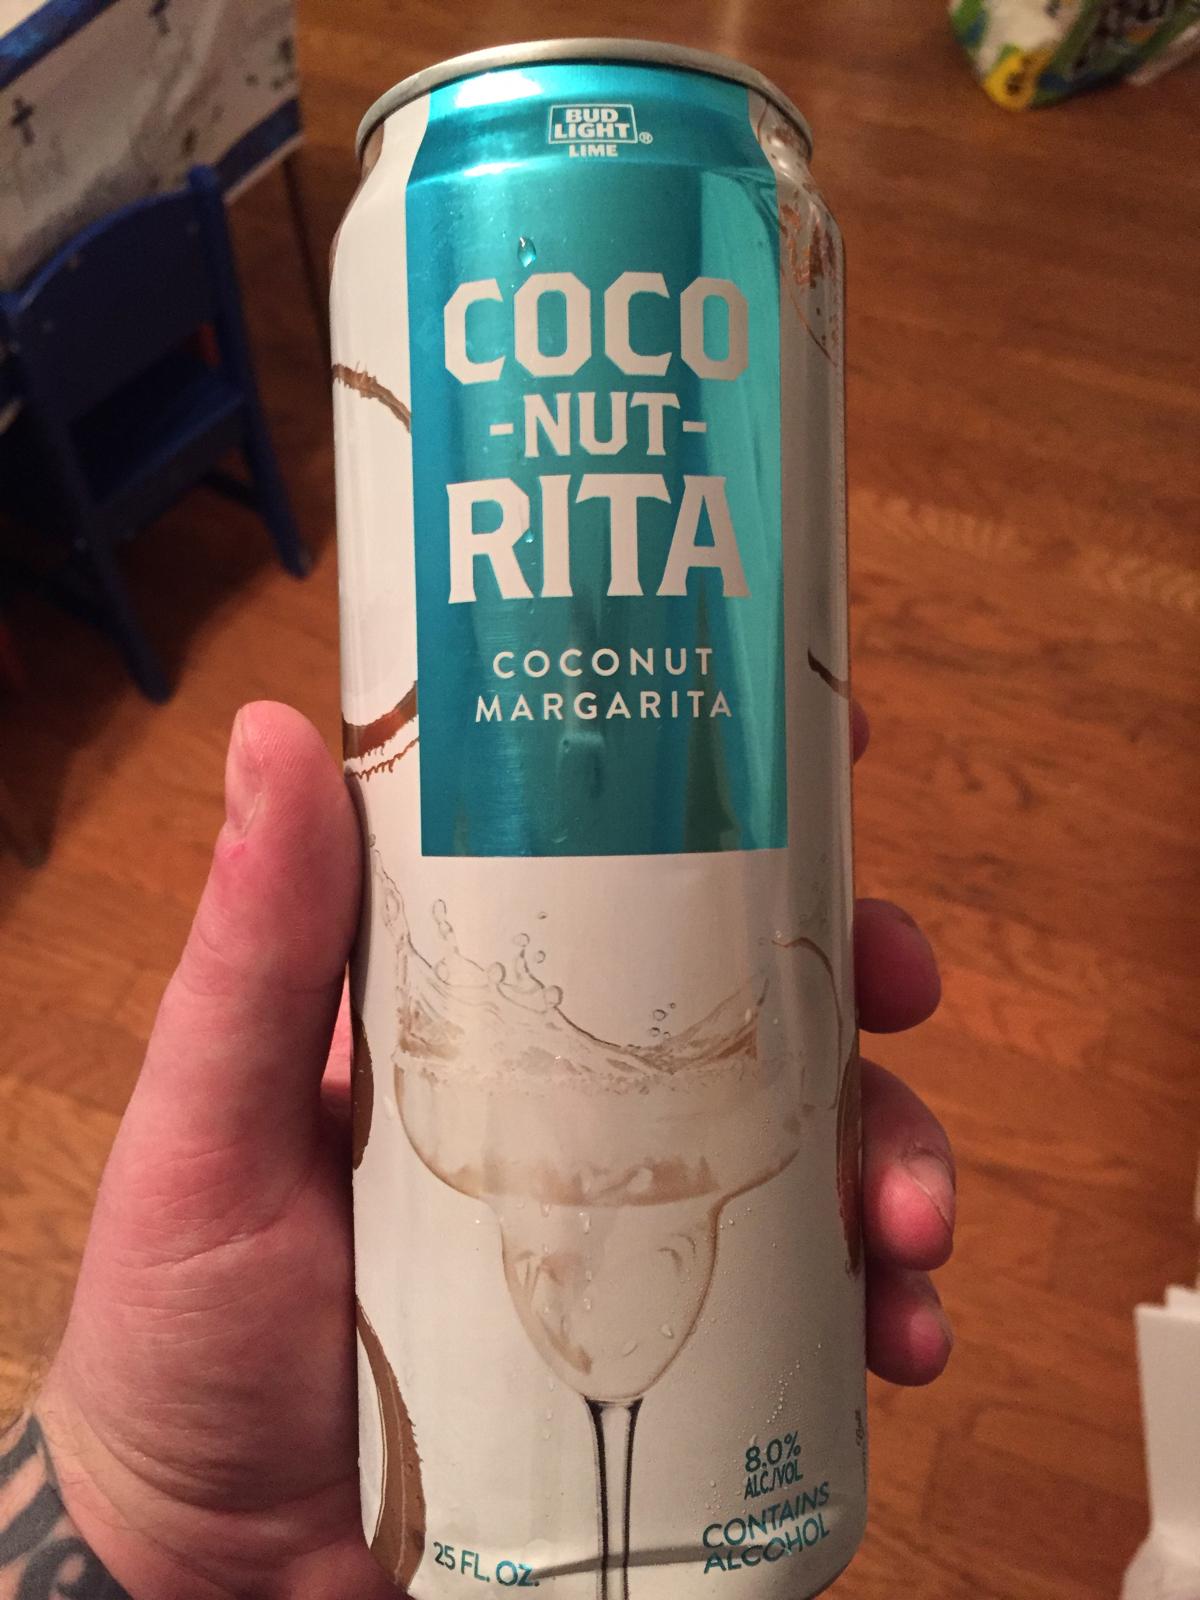 BUD
LIGHT®
LIME
COCO
-NUT-
RITA
COCONUT
MARGARITA
8.0%
ALC./VOL
CONTAINS
ALCOHOL
25 FL. OZ.